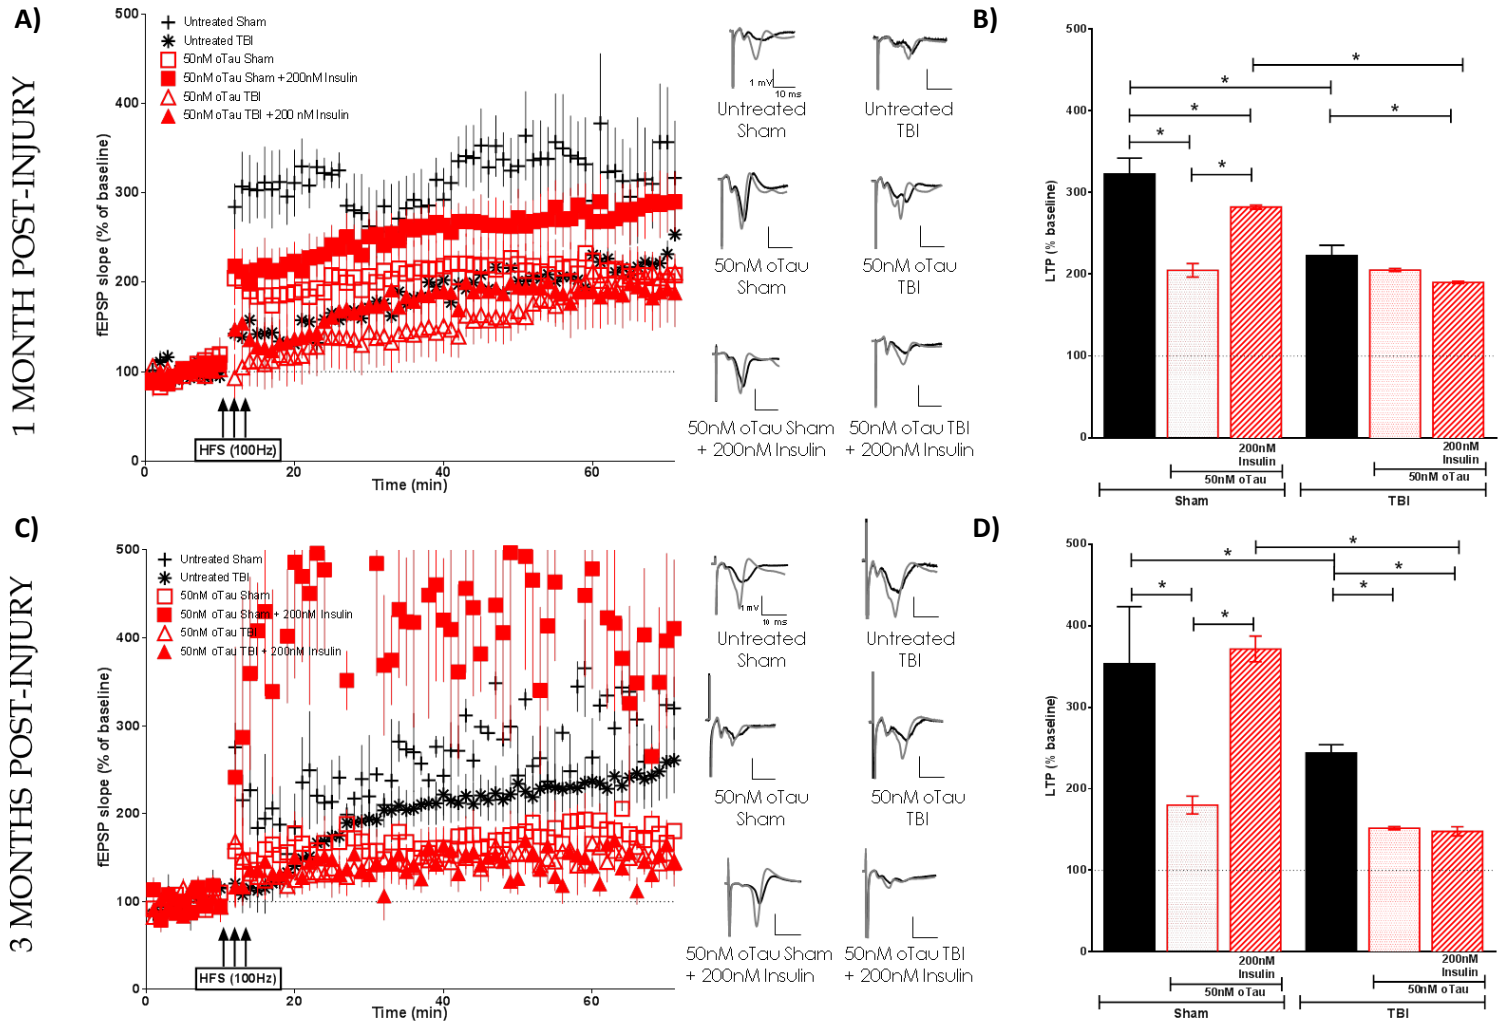 A)
1 MONTH POST-INJURY
500
400
300
200
100
0
fEPSP slope (% of baseline)
Untreated Sham
Untreated TBI
50nM oTau Sham
50nM oTau Sham +200nM Insulin
50nM oTau TBI
50nM oTau TBI +200 nM Insulin
HFS (100Hz)
0
20
40
60
Time (min)
1 mV
10 ms
Untreated
Sham
Untreated
TBI
50nM oTau
Sham
50nM oTau
TBI
50nM oTau Sham
+ 200nM Insulin
50nM oTau TBI
+ 200nM Insulin
B)
500
400
300
200
100
0
LTP (% baseline)
*
*
*
*
*
*
200nM
Insulin
50nM oTau
Sham
200nM
Insulin
50nM oTau
TBI
C)
3 MONTHS POST-INJURY
500
400
300
200
100
0
fEPSP slope (% of baseline)
Untreated Sham
Untreated TBI
50nM oTau Sham
50nM oTau Sham + 200nM Insulin
50nM oTau TBI
50nM oTau TBI + 200nM Insulin
HFS (100Hz)
0
20
40
60
Time (min)
1 mV
10 ms
Untreated
Sham
Untreated
TBI
50nM oTau
Sham
50nM oTau
TBI
50nM oTau Sham
+ 200nM Insulin
50nM oTau TBI
+ 200nM Insulin
D)
500
400
300
200
100
0
LTP (% baseline)
*
*
*
*
*
*
200nM
Insulin
50nM oTau
Sham
200nM
Insulin
50nM oTau
TBI